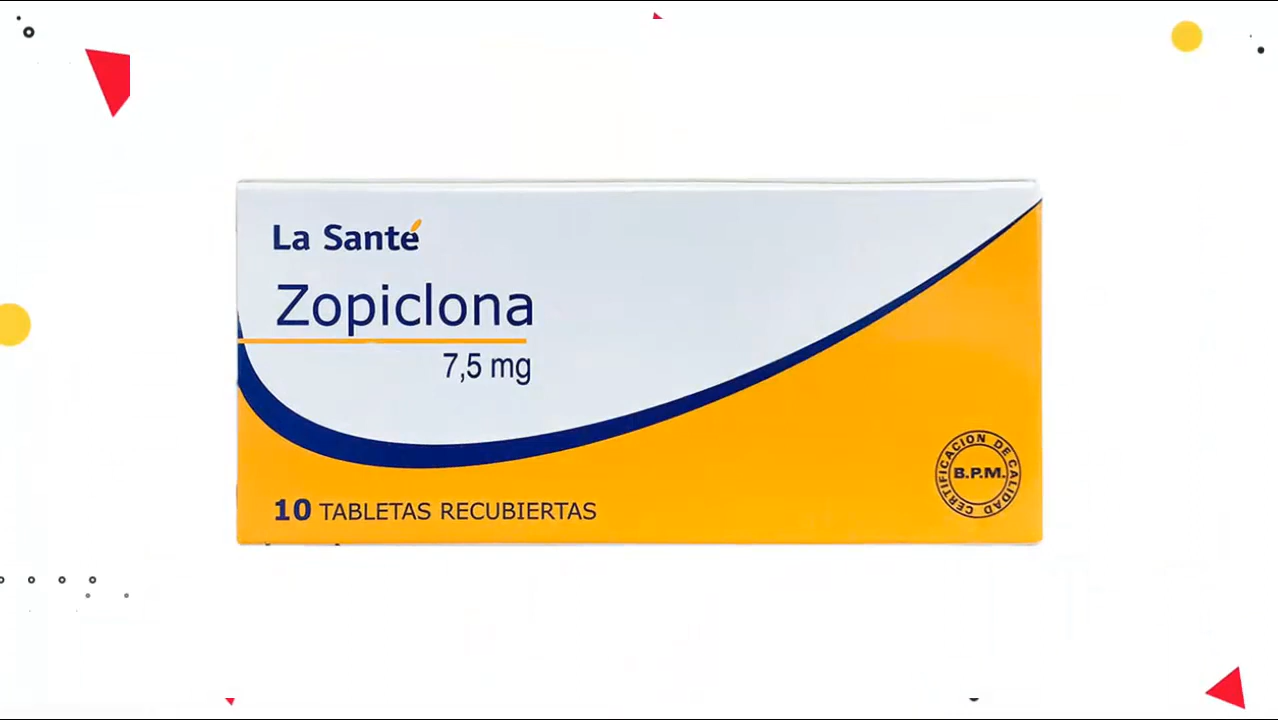 La Santé
Zopiclona
7,5 mg
10 TABLETAS RECUBIERTAS
CERTIFICACION DE CALIDAD
B.P.M.